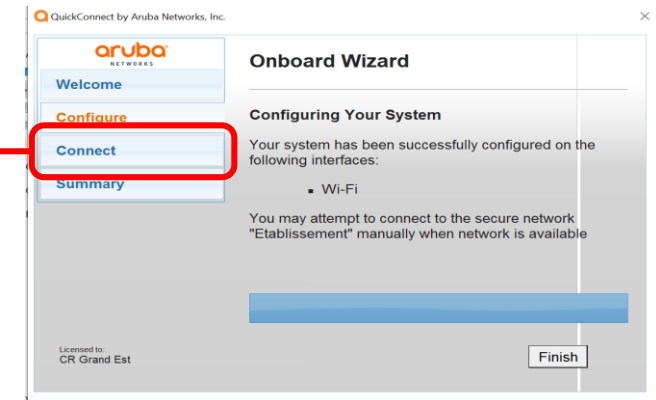 QuickConnect by Aruba Networks, Inc.
aruba
NETWORKS
Welcome
Configure
Connect
Summary
Licensed to:
CR Grand Est
Onboard Wizard
Configuring Your System
Your system has been successfully configured on the
following interfaces:
Wi-Fi
You may attempt to connect to the secure network
"Etablissement" manually when network is available
Finish